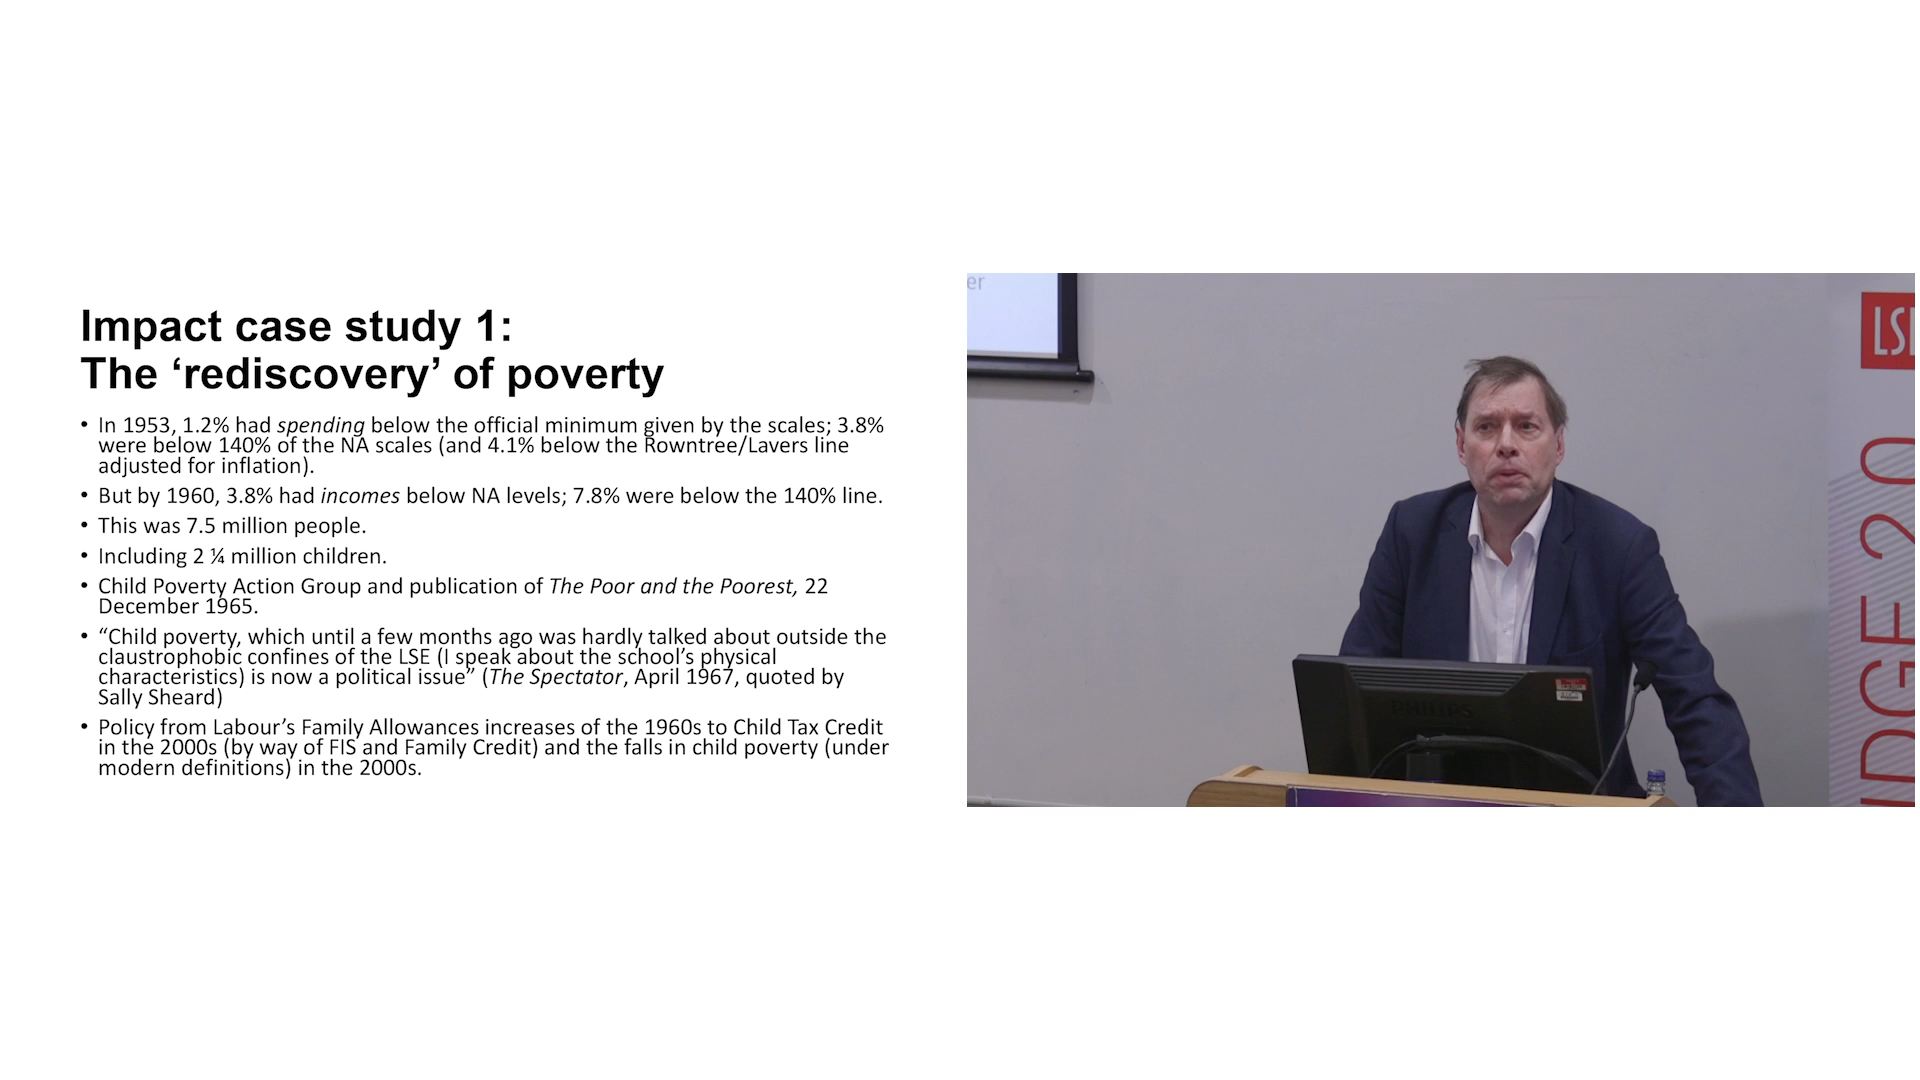 Impact case study 1:
The ‘rediscovery’ of poverty
• In 1953, 1.2% had spending below the official minimum given by the scales; 3.8%
were below 140% of the NA scales (and 4.1% below the Rowntree/Lavers line
adjusted for inflation).
• But by 1960, 3.8% had incomes below NA levels; 7.8% were below the 140% line.
• This was 7.5 million people.
• Including 2 ¼ million children.
• Child Poverty Action Group and publication of The Poor and the Poorest, 22
December 1965.
• “Child poverty, which until a few months ago was hardly talked about outside the
claustrophobic confines of the LSE (I speak about the school’s physical
characteristics) is now a political issue” (The Spectator, April 1967, quoted by
Sally Sheard)
• Policy from Labour’s Family Allowances increases of the 1960s to Child Tax Credit
in the 2000s (by way of FIS and Family Credit) and the falls in child poverty (under
modern definitions) in the 2000s.
er
LSE
DGE 2.0
PHILIPS